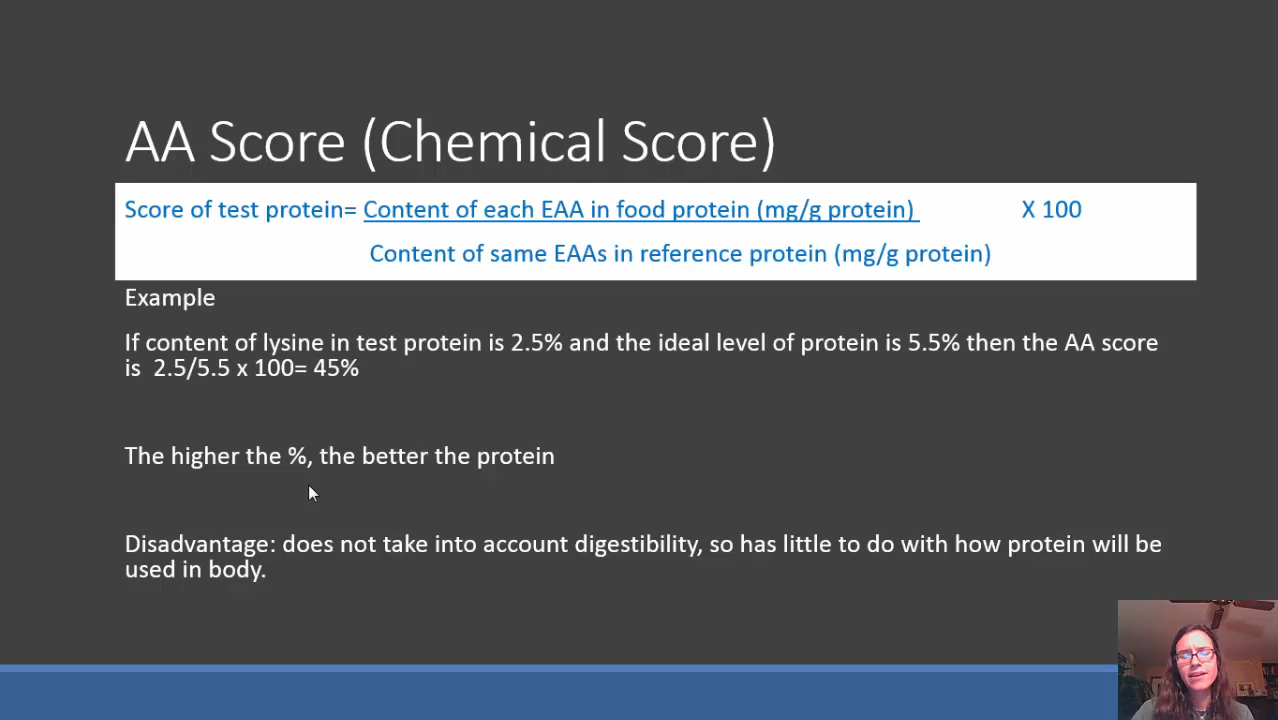 AA Score (Chemical Score)
Score of test protein= Content of each EAA in food protein (mg/g protein) X 100
Content of same EAAs in reference protein (mg/g protein)
Example
If content of lysine in test protein is 2.5% and the ideal level of protein is 5.5% then the AA score
is 2.5/5.5 x 100= 45%
The higher the %, the better the protein
Disadvantage: does not take into account digestibility, so has little to do with how protein will be
used in body.